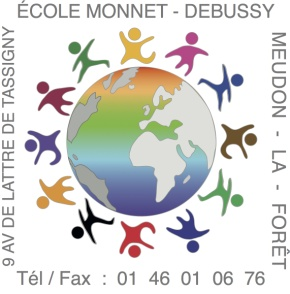 ÉCOLE MONNET - DEBUSSY
MEUDON - LA - FORÊT
9 AV DE LATTRE DE TASSIGNY
Tél / Fax : 01 46 01 06 76